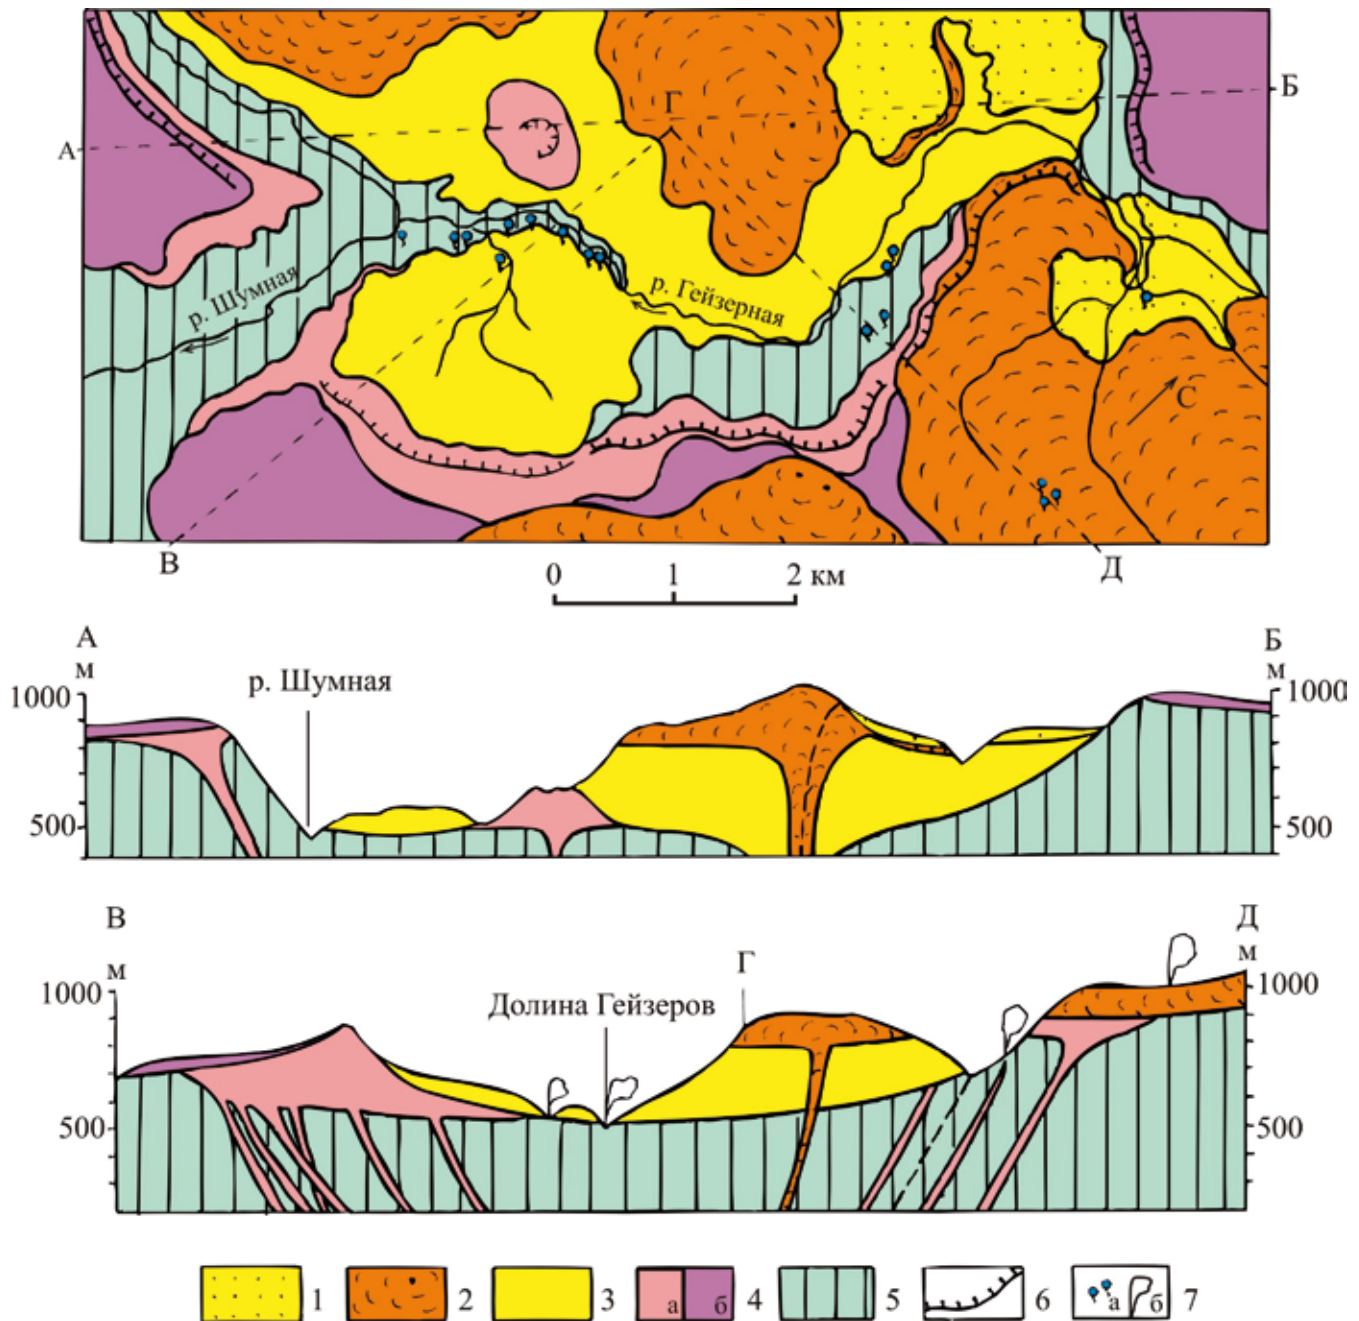 Б
Г
А
р. Шумная
р. Гейзерная
С
В
Д
0 1 2 км
А
Б
м
м
р. Шумная
1000
1000
500
500
В
Д
м
Г
м
1000
Долина Гейзеров
1000
500
500
1 2 3 а б 4 5 6 а б 7